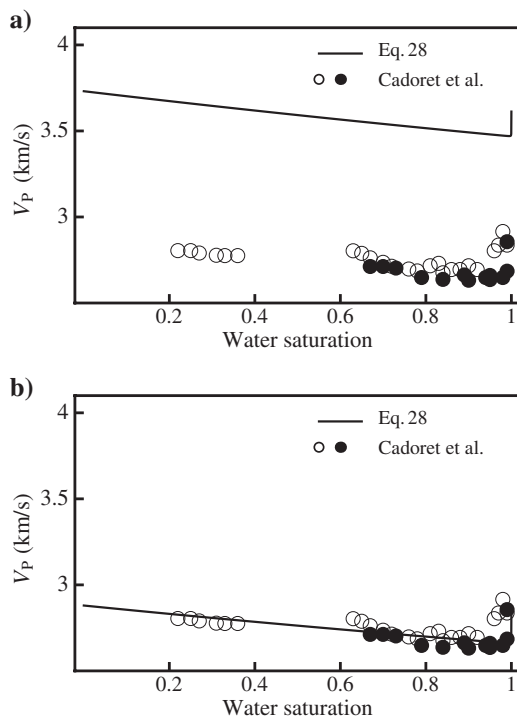 a)
4
3.5
3
V_P (km/s)
Eq. 28
Cadoret et al.
0.2 0.4 0.6 0.8 1
Water saturation
b)
4
3.5
3
V_P (km/s)
Eq. 28
Cadoret et al.
0.2 0.4 0.6 0.8 1
Water saturation